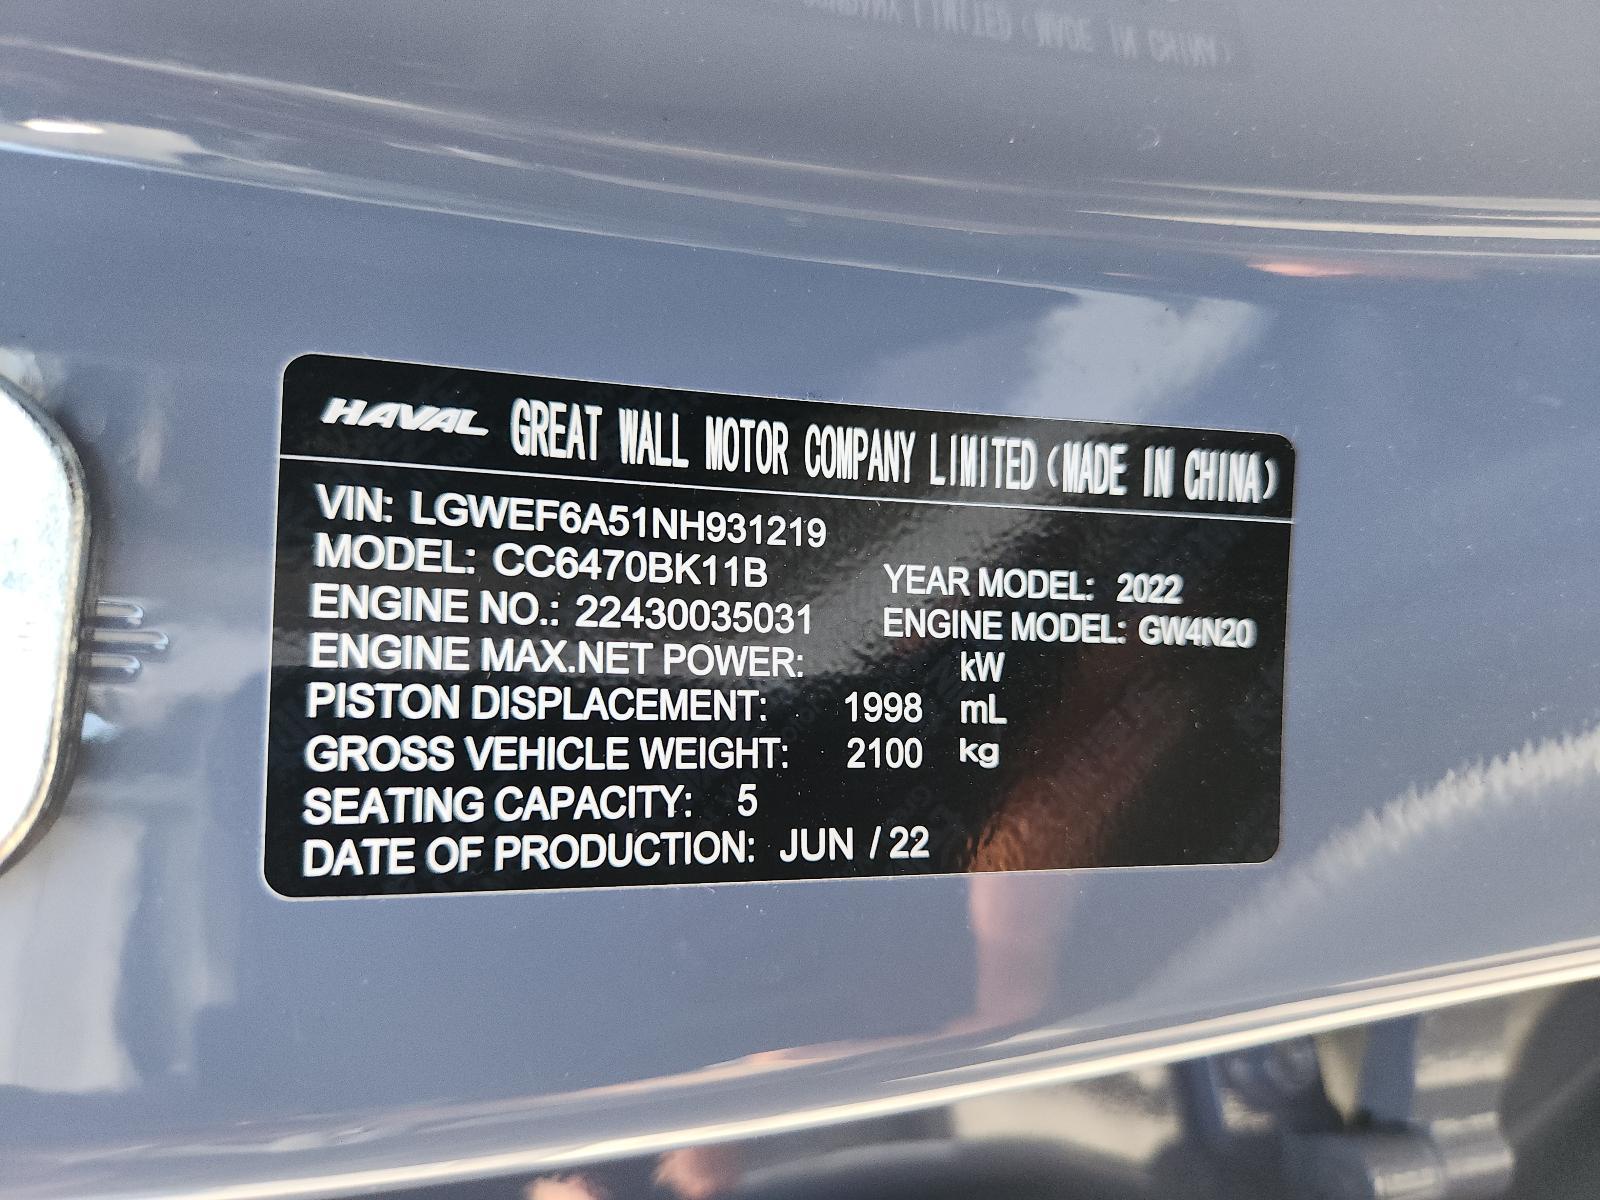 HAVAL GREAT WALL MOTOR COMPANY LIMITED (MADE IN CHINA)
VIN: LGWEF6A51NH931219
MODEL: CC6470BK11B YEAR MODEL: 2022
ENGINE NO.: 22430035031 ENGINE MODEL: GW4N20
ENGINE MAX.NET POWER: kW
PISTON DISPLACEMENT: 1998 mL
GROSS VEHICLE WEIGHT: 2100 kg
SEATING CAPACITY: 5
DATE OF PRODUCTION: JUN / 22